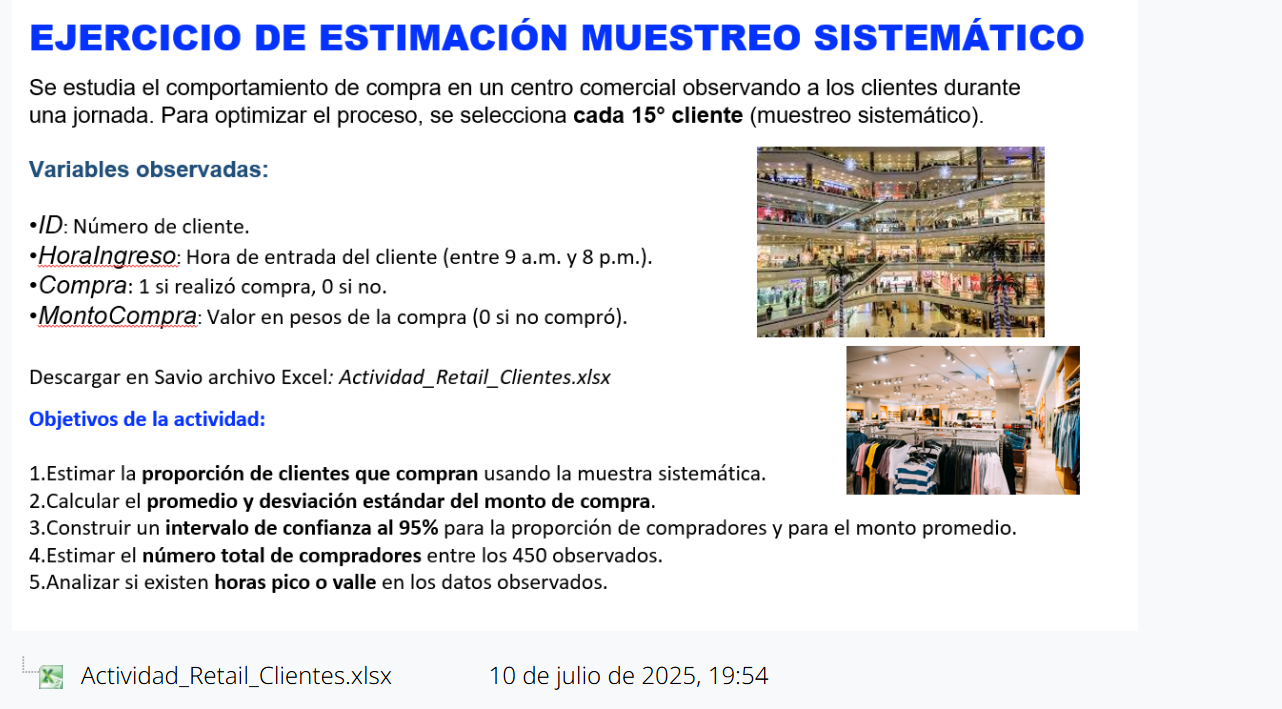 EJERCICIO DE ESTIMACIÓN MUESTREO SISTEMÁTICO
Se estudia el comportamiento de compra en un centro comercial observando a los clientes durante
una jornada. Para optimizar el proceso, se selecciona cada 15° cliente (muestreo sistemático).
Variables observadas:
•ID: Número de cliente.
•HoraIngreso: Hora de entrada del cliente (entre 9 a.m. y 8 p.m.).
•Compra: 1 si realizó compra, 0 si no.
•MontoCompra: Valor en pesos de la compra (0 si no compró).
Descargar en Savio archivo Excel: Actividad_Retail_Clientes.xlsx
Objetivos de la actividad:
1.Estimar la proporción de clientes que compran usando la muestra sistemática.
2.Calcular el promedio y desviación estándar del monto de compra.
3.Construir un intervalo de confianza al 95% para la proporción de compradores y para el monto promedio.
4.Estimar el número total de compradores entre los 450 observados.
5.Analizar si existen horas pico o valle en los datos observados.
Actividad_Retail_Clientes.xlsx 10 de julio de 2025, 19:54